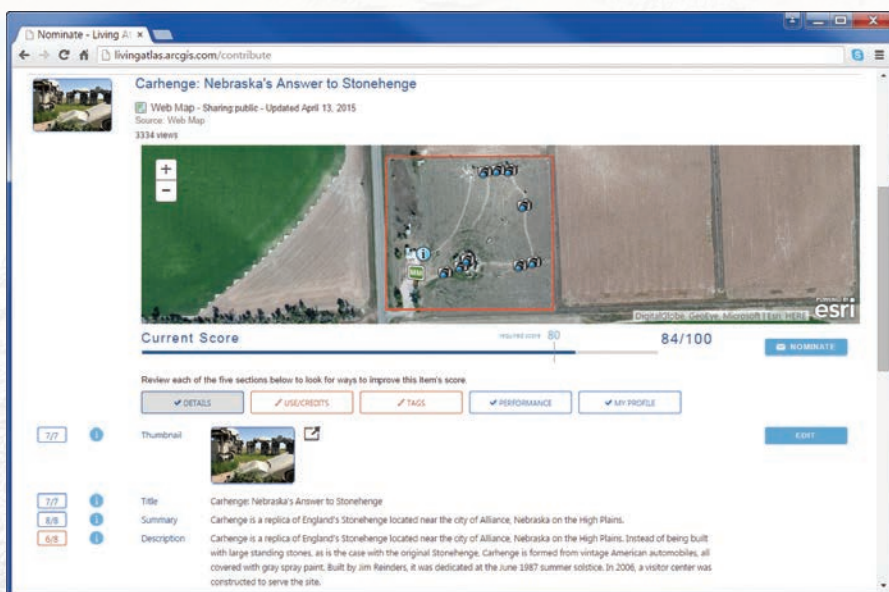 Nominate - Living At
livingatlas.arcgis.com/contribute
Carhenge: Nebraska's Answer to Stonehenge
Web Map - Sharing:public - Updated April 13, 2015
Source: Web Map
3334 views
+
−
DigitalGlobe, GeoEye, Microsoft | Esri, HERE
POWERED BY
esri
Current Score required score 80 84/100 NOMINATE
Review each of the five sections below to look for ways to improve this item's score
DETAILS USE/CREDITS TAGS PERFORMANCE MY PROFILE
7/7 Thumbnail EDIT
7/7 Title Carhenge: Nebraska's Answer to Stonehenge
8/8 Summary Carhenge is a replica of England's Stonehenge located near the city of Alliance, Nebraska on the High Plains.
6/8 Description Carhenge is a replica of England's Stonehenge located near the city of Alliance, Nebraska on the High Plains. Instead of being built
with large standing stones, as is the case with the original Stonehenge, Carhenge is formed from vintage American automobiles, all
covered with gray spray paint. Built by Jim Reinders, it was dedicated at the June 1987 summer solstice. In 2006, a visitor center was
constructed to serve the site.